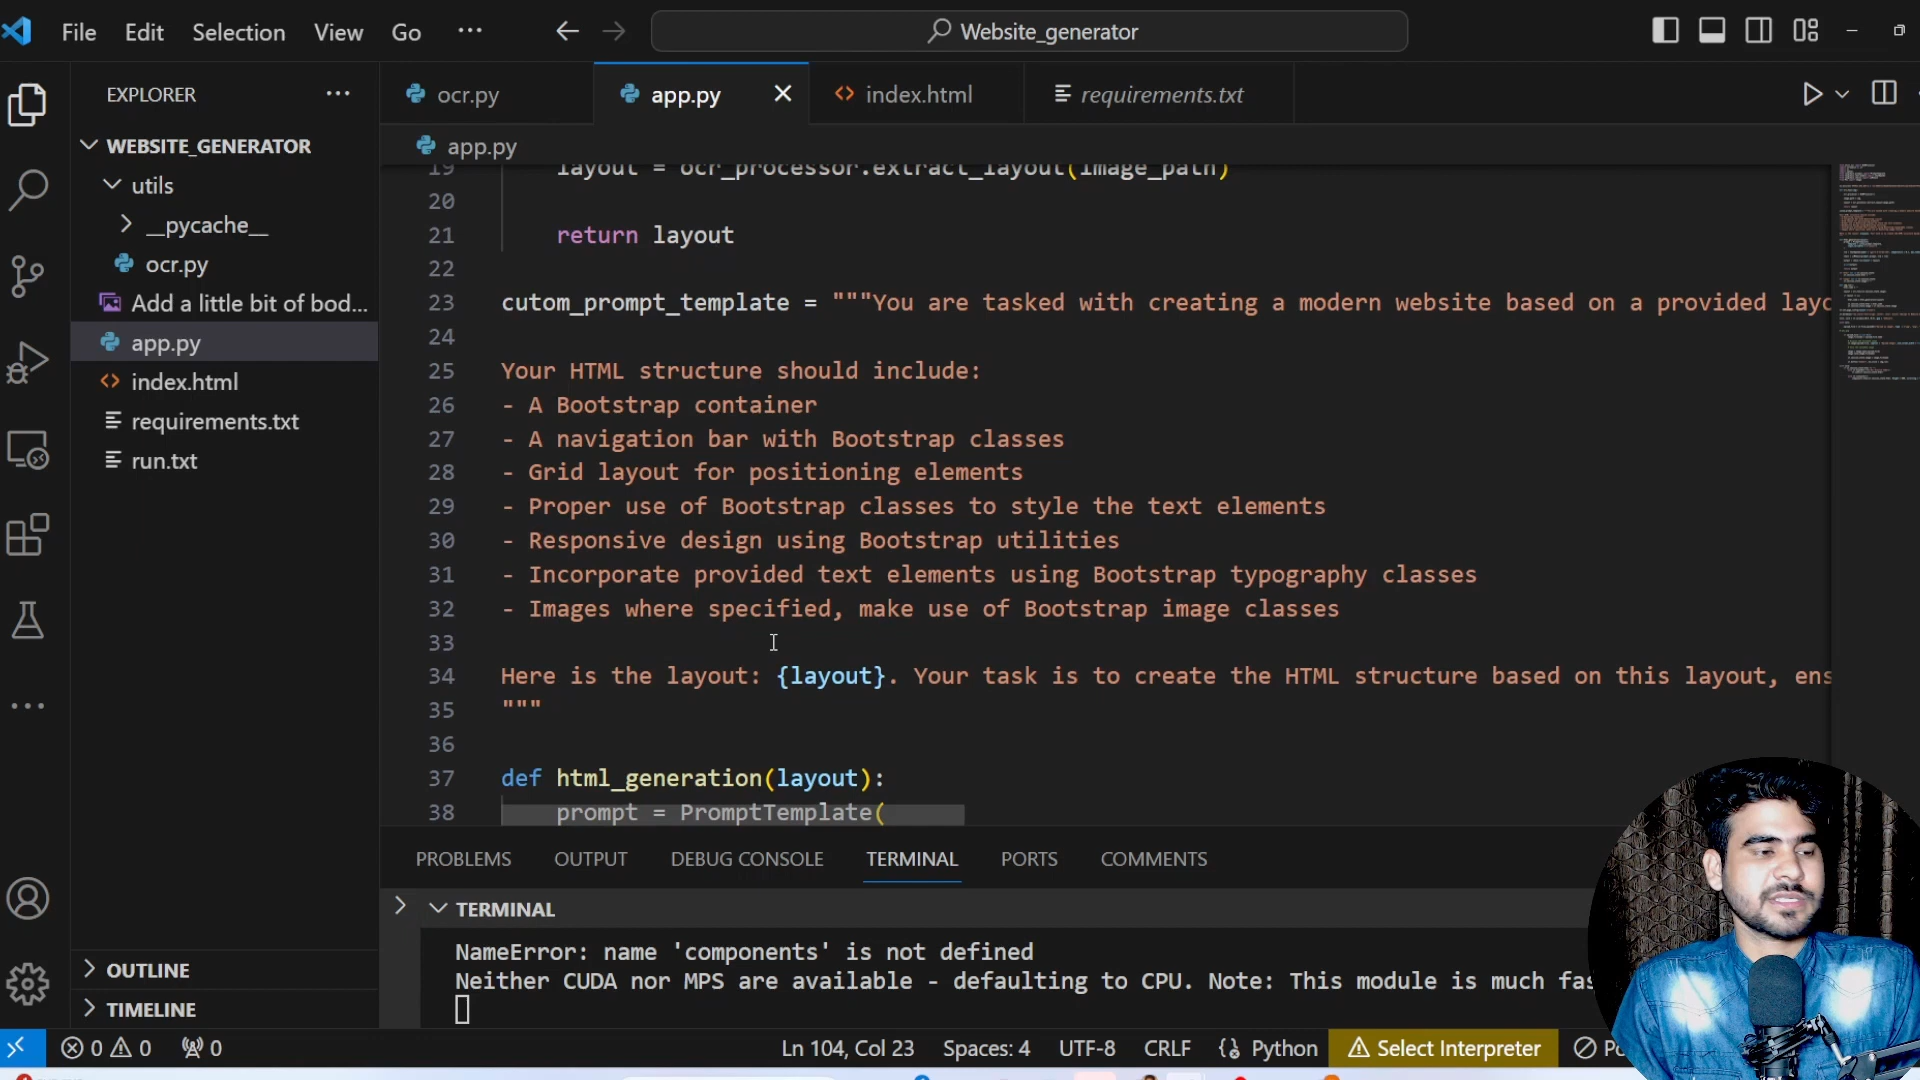 File Edit Selection View Go ···
Website_generator
EXPLORER ···
ocr.py
app.py
index.html
requirements.txt
WEBSITE_GENERATOR
utils
__pycache__
ocr.py
Add a little bit of bod...
app.py
index.html
requirements.txt
run.txt
OUTLINE
TIMELINE
app.py
19 layout = ocr_processor.extract_layout(image_path)
20
21 return layout
22
23 cutom_prompt_template = """You are tasked with creating a modern website based on a provided layo
24
25 Your HTML structure should include:
26 - A Bootstrap container
27 - A navigation bar with Bootstrap classes
28 - Grid layout for positioning elements
29 - Proper use of Bootstrap classes to style the text elements
30 - Responsive design using Bootstrap utilities
31 - Incorporate provided text elements using Bootstrap typography classes
32 - Images where specified, make use of Bootstrap image classes
33
34 Here is the layout: {layout}. Your task is to create the HTML structure based on this layout, ens
35 """
36
37 def html_generation(layout):
38 prompt = PromptTemplate(
PROBLEMS OUTPUT DEBUG CONSOLE TERMINAL PORTS COMMENTS
TERMINAL
NameError: name 'components' is not defined
Neither CUDA nor MPS are available - defaulting to CPU. Note: This module is much fas
0 0 0
Ln 104, Col 23 Spaces: 4 UTF-8 CRLF Python Select Interpreter